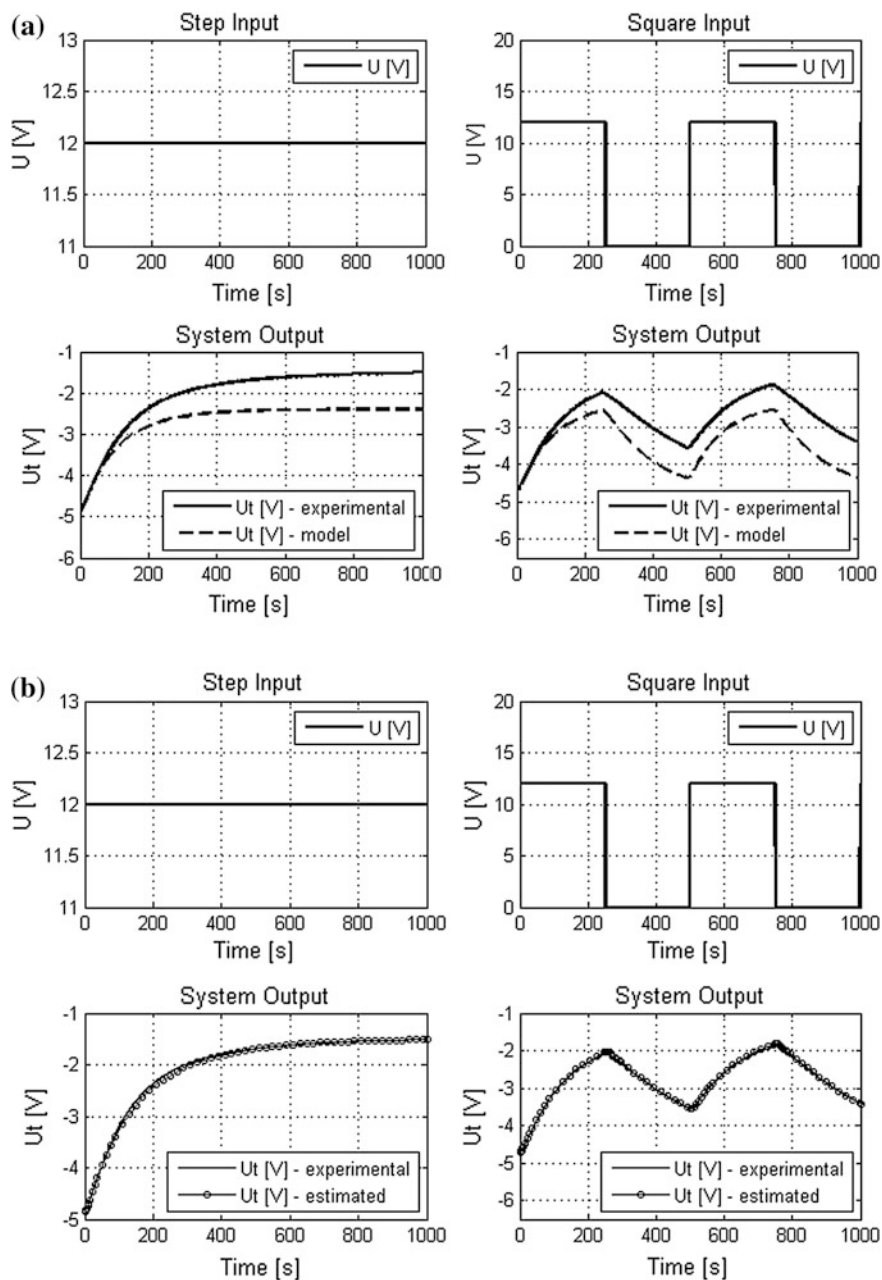 (a)
Step Input
U [V]
13
12.5
12
11.5
11
U [V]
0 200 400 600 800 1000
Time [s]
Square Input
U [V]
20
15
10
5
0
U [V]
0 200 400 600 800 1000
Time [s]
System Output
Ut [V]
-1
-2
-3
-4
-5
-6
Ut [V] - experimental
Ut [V] - model
0 200 400 600 800 1000
Time [s]
System Output
Ut [V]
-1
-2
-3
-4
-5
-6
Ut [V] - experimental
Ut [V] - model
0 200 400 600 800 1000
Time [s]
(b)
Step Input
U [V]
13
12.5
12
11.5
11
U [V]
0 200 400 600 800 1000
Time [s]
Square Input
U [V]
20
15
10
5
0
U [V]
0 200 400 600 800 1000
Time [s]
System Output
Ut [V]
-1
-2
-3
-4
-5
Ut [V] - experimental
Ut [V] - estimated
0 200 400 600 800 1000
Time [s]
System Output
Ut [V]
-1
-2
-3
-4
-5
-6
Ut [V] - experimental
Ut [V] - estimated
0 200 400 600 800 1000
Time [s]